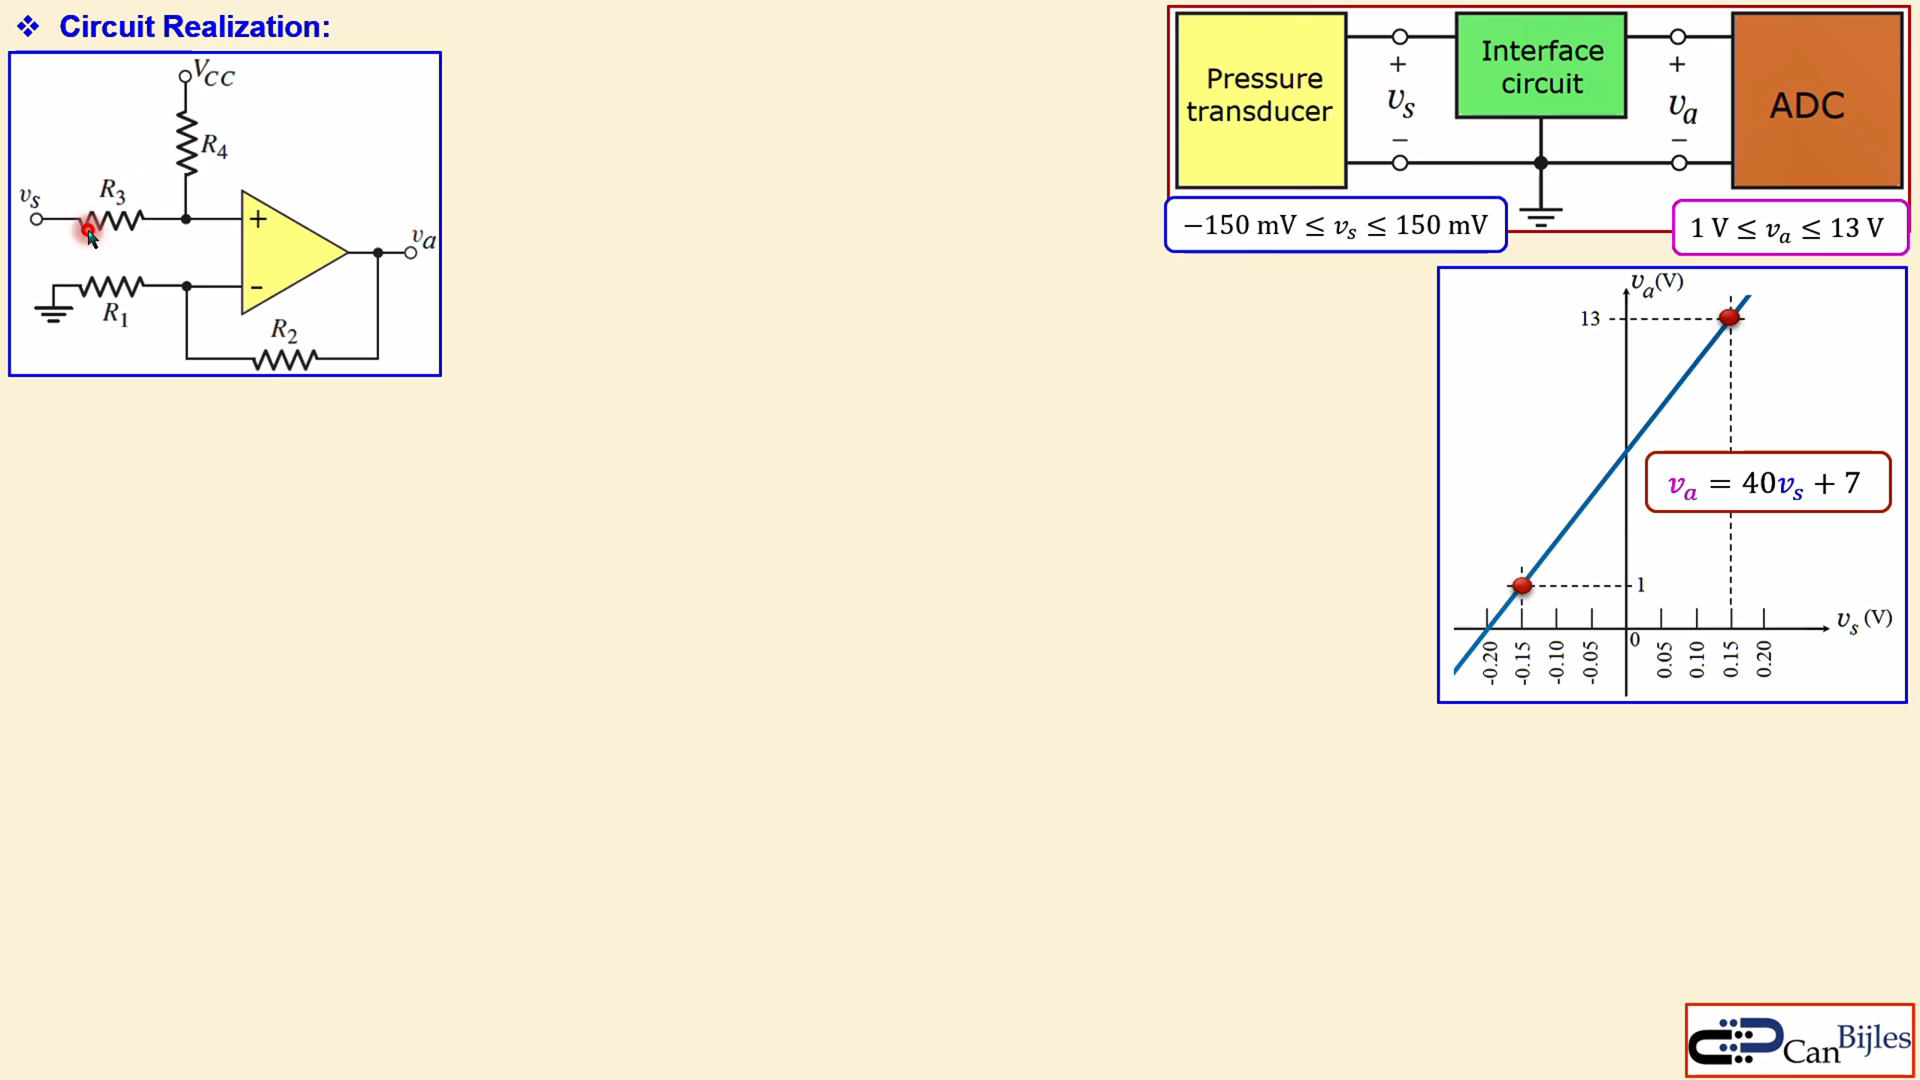 ❖ Circuit Realization:
V_CC
R_4
v_s
R_3
+
v_a
-
R_1
R_2
Pressure
transducer
+
v_s
−
Interface
circuit
+
v_a
−
ADC
−150 mV ≤ v_s ≤ 150 mV
1 V ≤ v_a ≤ 13 V
v_a(V)
13
v_a = 40v_s + 7
1
v_s (V)
0
-0.20
-0.15
-0.10
-0.05
0.05
0.10
0.15
0.20
CanBijles